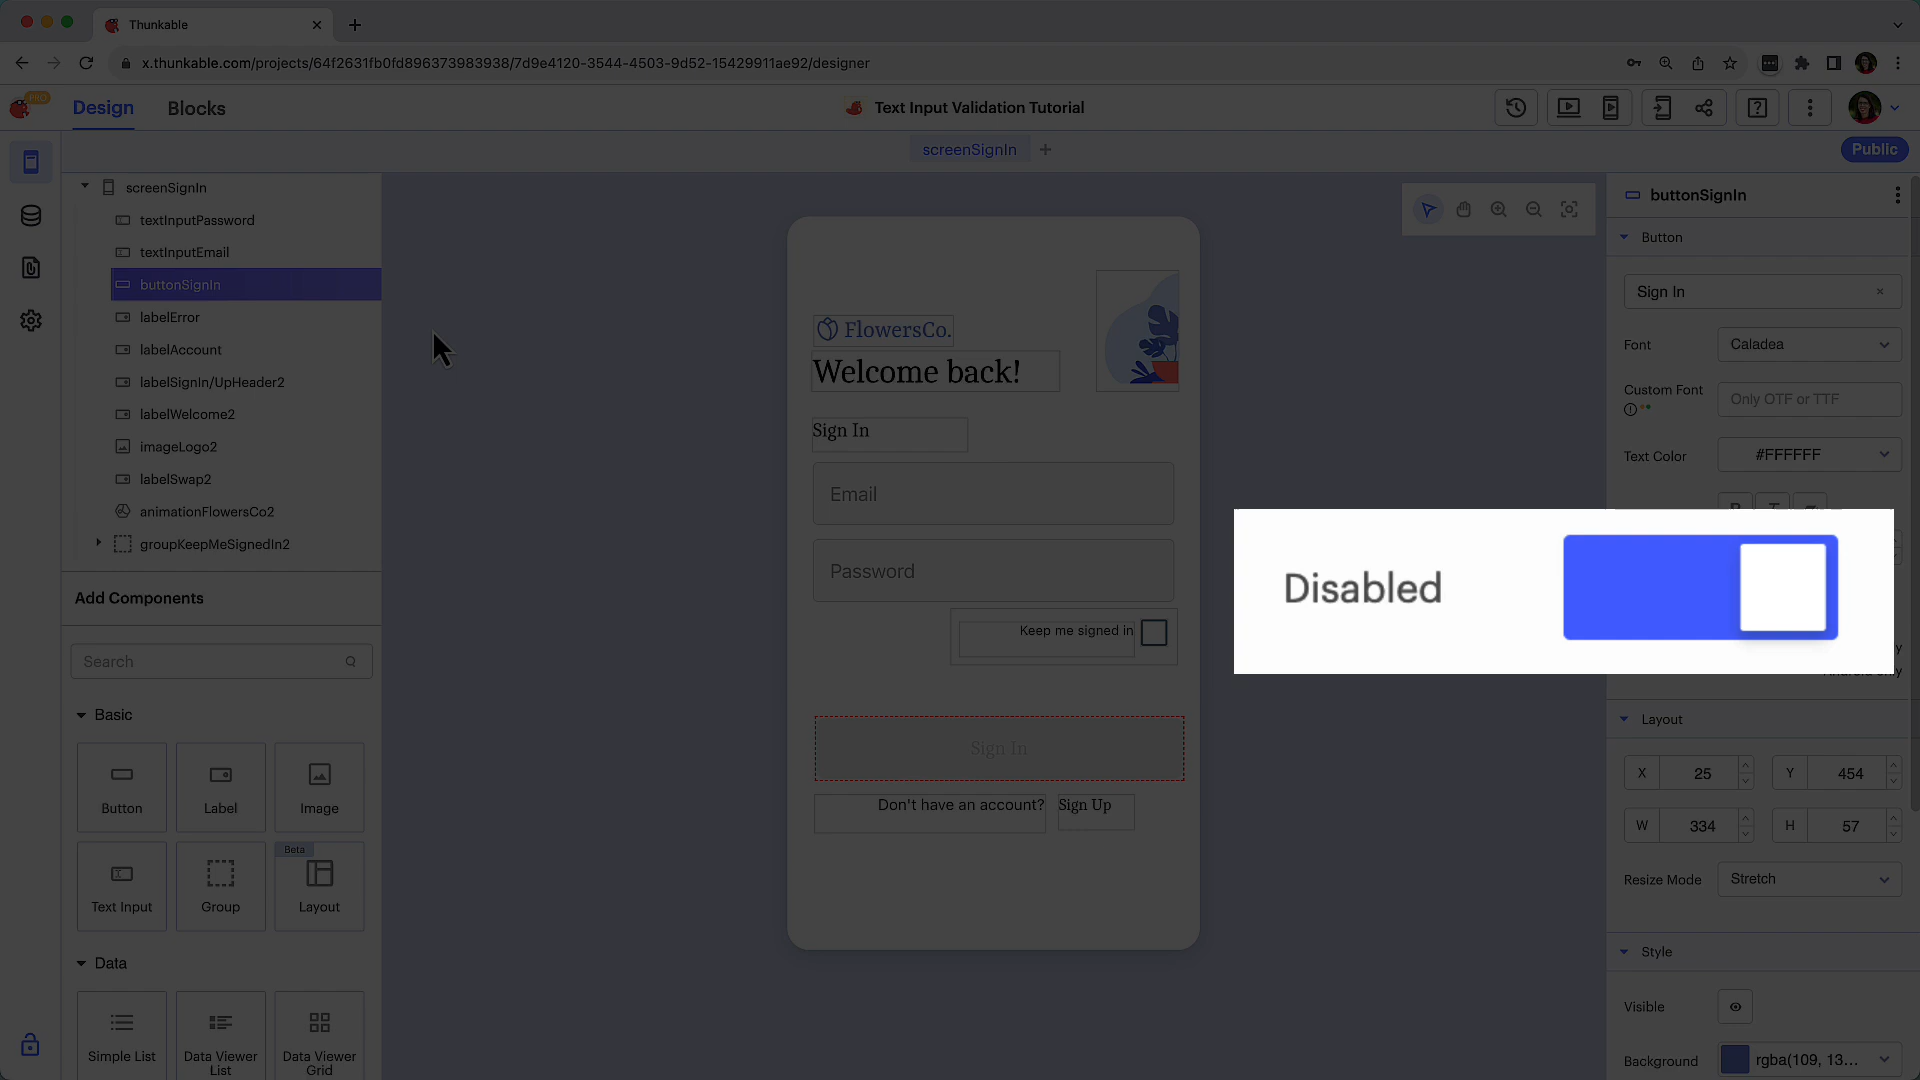 Thunkable
x.thunkable.com/projects/64f2631fb0fd896373983938/7d9e4120-3544-4503-9d52-15429911ae92/designer
PRO
Design
Blocks
Text Input Validation Tutorial
screenSignIn
Public
screenSignIn
textInputPassword
textInputEmail
buttonSignIn
labelError
labelAccount
labelSignIn/UpHeader2
labelWelcome2
imageLogo2
labelSwap2
animationFlowersCo2
groupKeepMeSignedIn2
Add Components
Search
Basic
Button
Label
Image
Beta
Text Input
Group
Layout
Data
Simple List
Data Viewer
List
Data Viewer
Grid
FlowersCo.
Welcome back!
Sign In
Email
Password
Keep me signed in
Sign In
Don't have an account?
Sign Up
buttonSignIn
Button
Sign In
Font
Caladea
Custom Font
Only OTF or TTF
Text Color
#FFFFFF
Disabled
Layout
X
25
Y
454
W
334
H
57
Resize Mode
Stretch
Style
Visible
Background
rgba(109, 13...